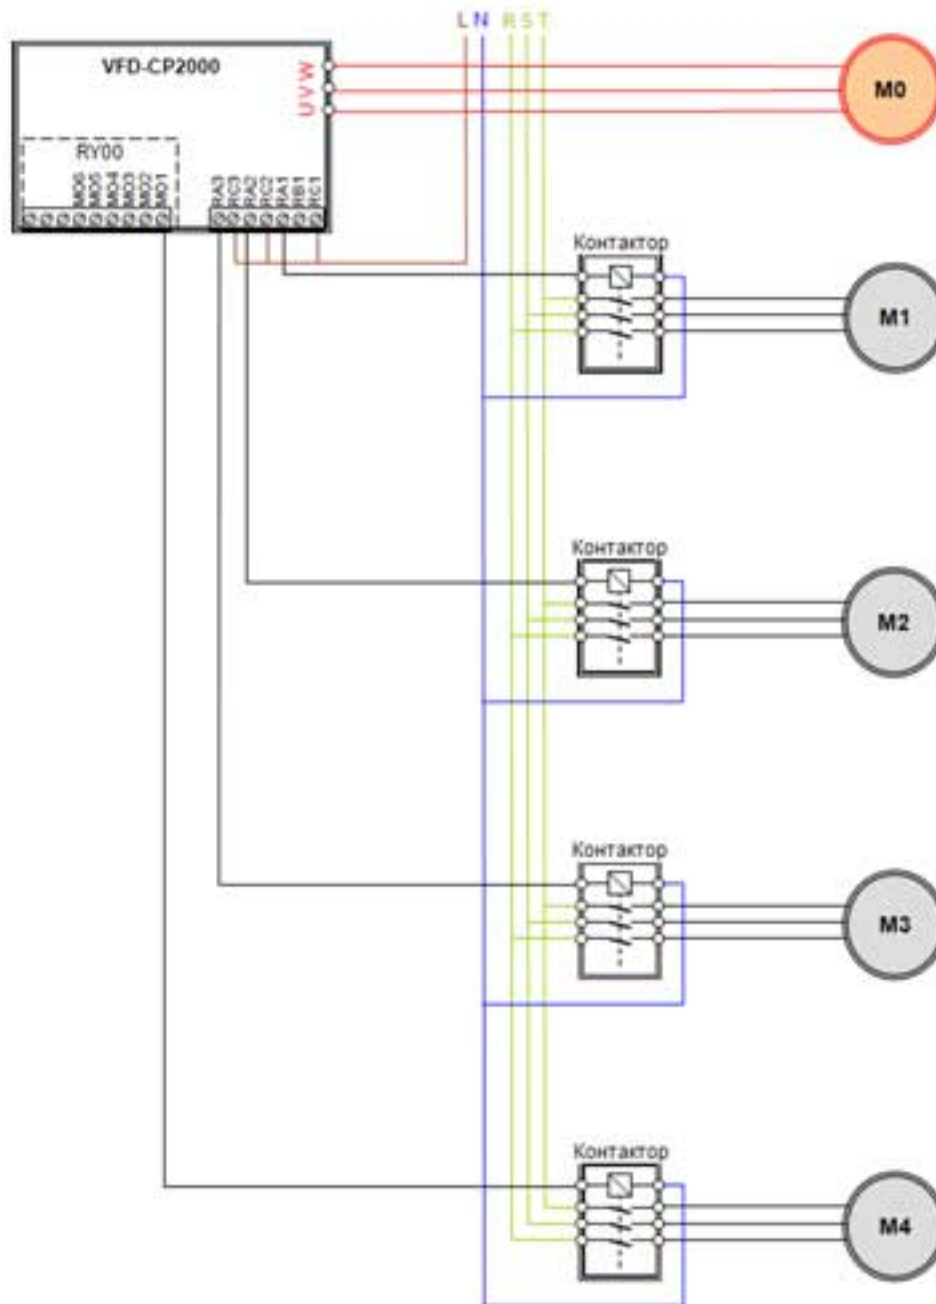 L N R S T
VFD-CP2000
U V W
M0
RY00
MO6 MO5 MO4 MO3 MO2 MO1
RA3 RC3 RA2 RC2 RA1 RB1 RC1
Контактор
M1
Контактор
M2
Контактор
M3
Контактор
M4